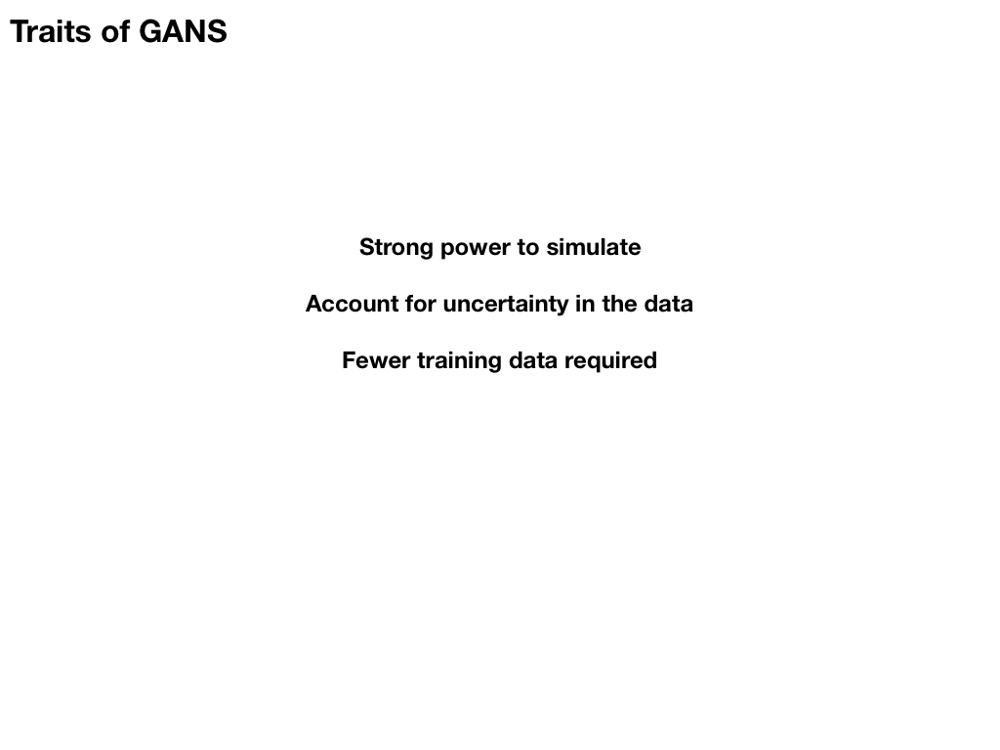 Traits of GANS
Strong power to simulate
Account for uncertainty in the data
Fewer training data required